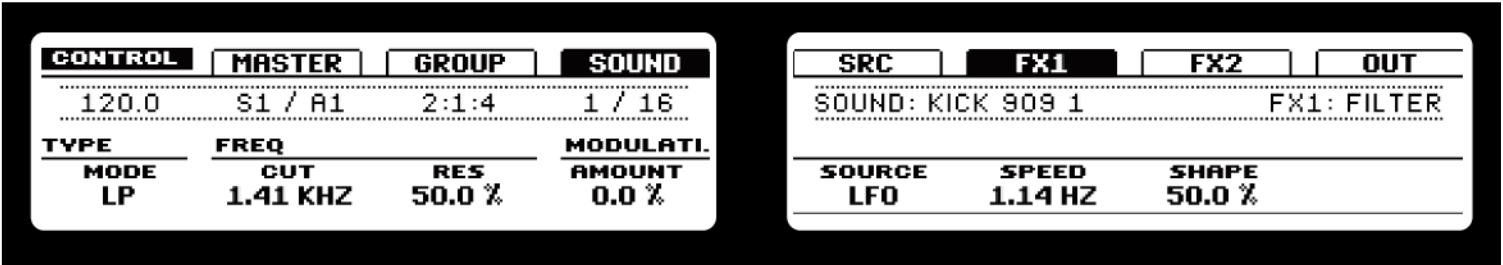 CONTROL MASTER GROUP SOUND
120.0 S1 / A1 2:1:4 1 / 16
TYPE FREQ MODULATI.
MODE CUT RES AMOUNT
LP 1.41 KHZ 50.0 % 0.0 %
SRC FX1 FX2 OUT
SOUND: KICK 909 1 FX1: FILTER
SOURCE SPEED SHAPE
LFO 1.14 HZ 50.0 %